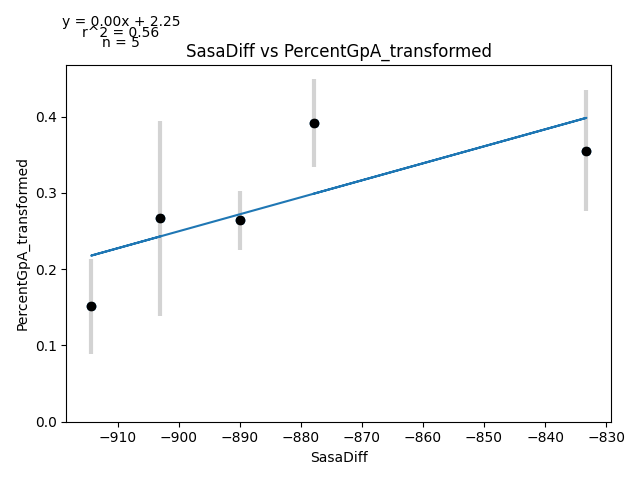 y = 0.00x + 2.25
r^2 = 0.56
n = 5
SasaDiff vs PercentGpA_transformed
PercentGpA_transformed
0.4
0.3
0.2
0.1
0.0
−910 −900 −890 −880 −870 −860 −850 −840 −830
SasaDiff